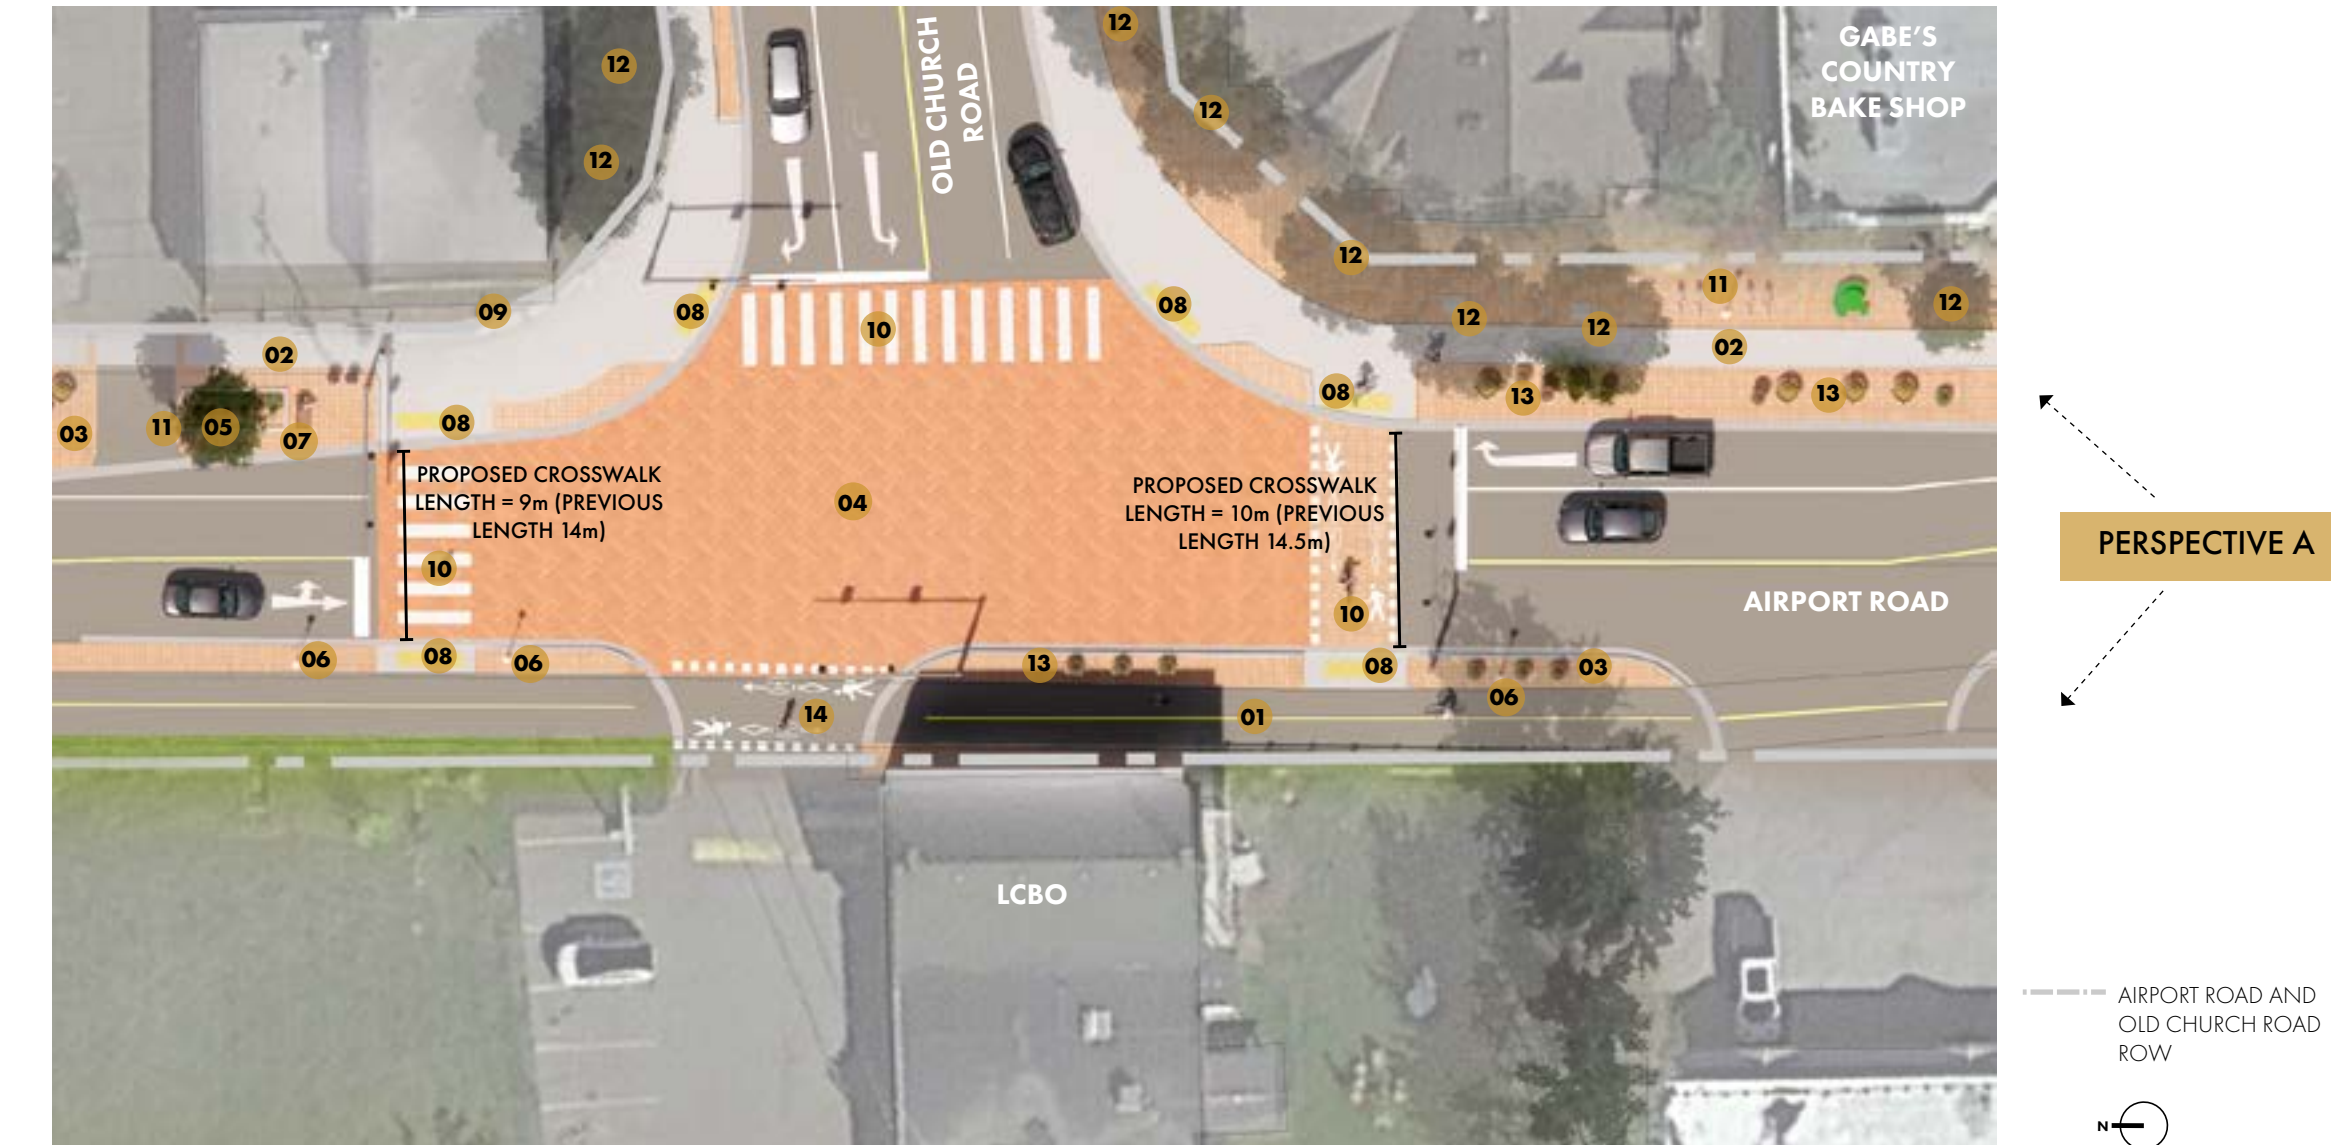 12
12
12
12
12
12
12
12
12
OLD CHURCH
ROAD
GABE'S
COUNTRY
BAKE SHOP
09
08
10
08
11
02
02
08
13
13
03
11
05
07
08
PROPOSED CROSSWALK
LENGTH = 9m (PREVIOUS
LENGTH 14m)
04
PROPOSED CROSSWALK
LENGTH = 10m (PREVIOUS
LENGTH 14.5m)
10
10
AIRPORT ROAD
PERSPECTIVE A
06
08
06
13
08
03
06
14
01
LCBO
AIRPORT ROAD AND
OLD CHURCH ROAD
ROW
N